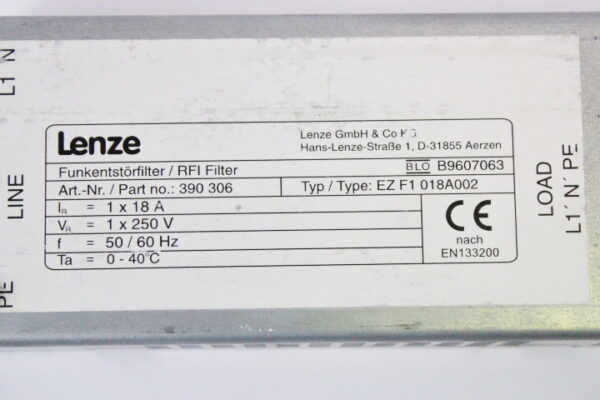 L1 N
LINE
PE
Lenze
Lenze GmbH & Co KG
Hans-Lenze-Straße 1, D-31855 Aerzen
Funkentstörfilter / RFI Filter
BLO B9607063
Art.-Nr. / Part no.: 390 306
Typ / Type: EZ F1 018A002
IR = 1 x 18 A
VR = 1 x 250 V
f = 50 / 60 Hz
Ta = 0 - 40°C
CE
nach
EN133200
LOAD
L1´ N´ PE